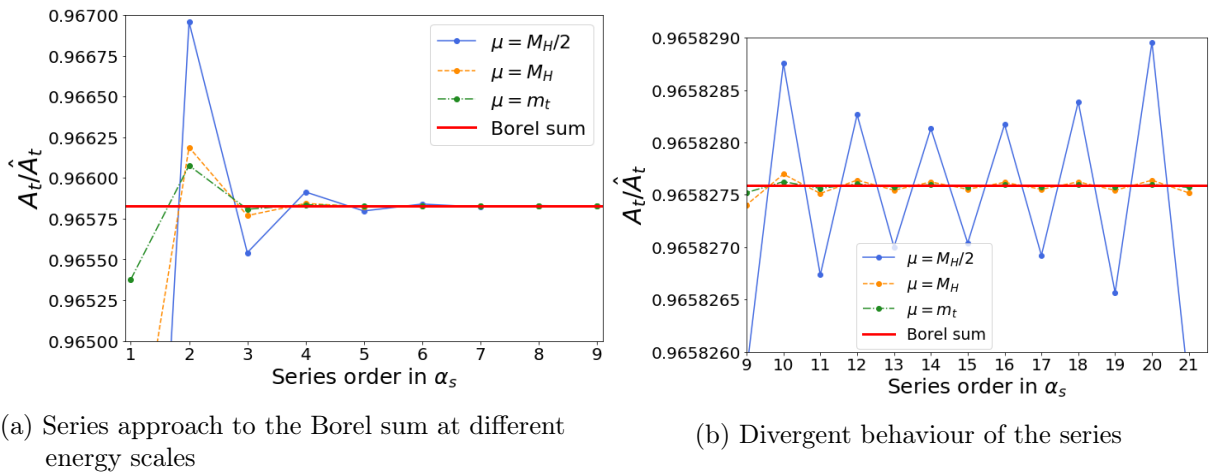 0.96700
0.96675
0.96650
0.96625
0.96600
0.96575
0.96550
0.96525
0.96500
A_t/Â_t
1 2 3 4 5 6 7 8 9
Series order in α_s
μ = M_H/2
μ = M_H
μ = m_t
Borel sum
(a) Series approach to the Borel sum at different
energy scales
0.9658290
0.9658285
0.9658280
0.9658275
0.9658270
0.9658265
0.9658260
A_t/Â_t
9 10 11 12 13 14 15 16 17 18 19 20 21
Series order in α_s
μ = M_H/2
μ = M_H
μ = m_t
Borel sum
(b) Divergent behaviour of the series